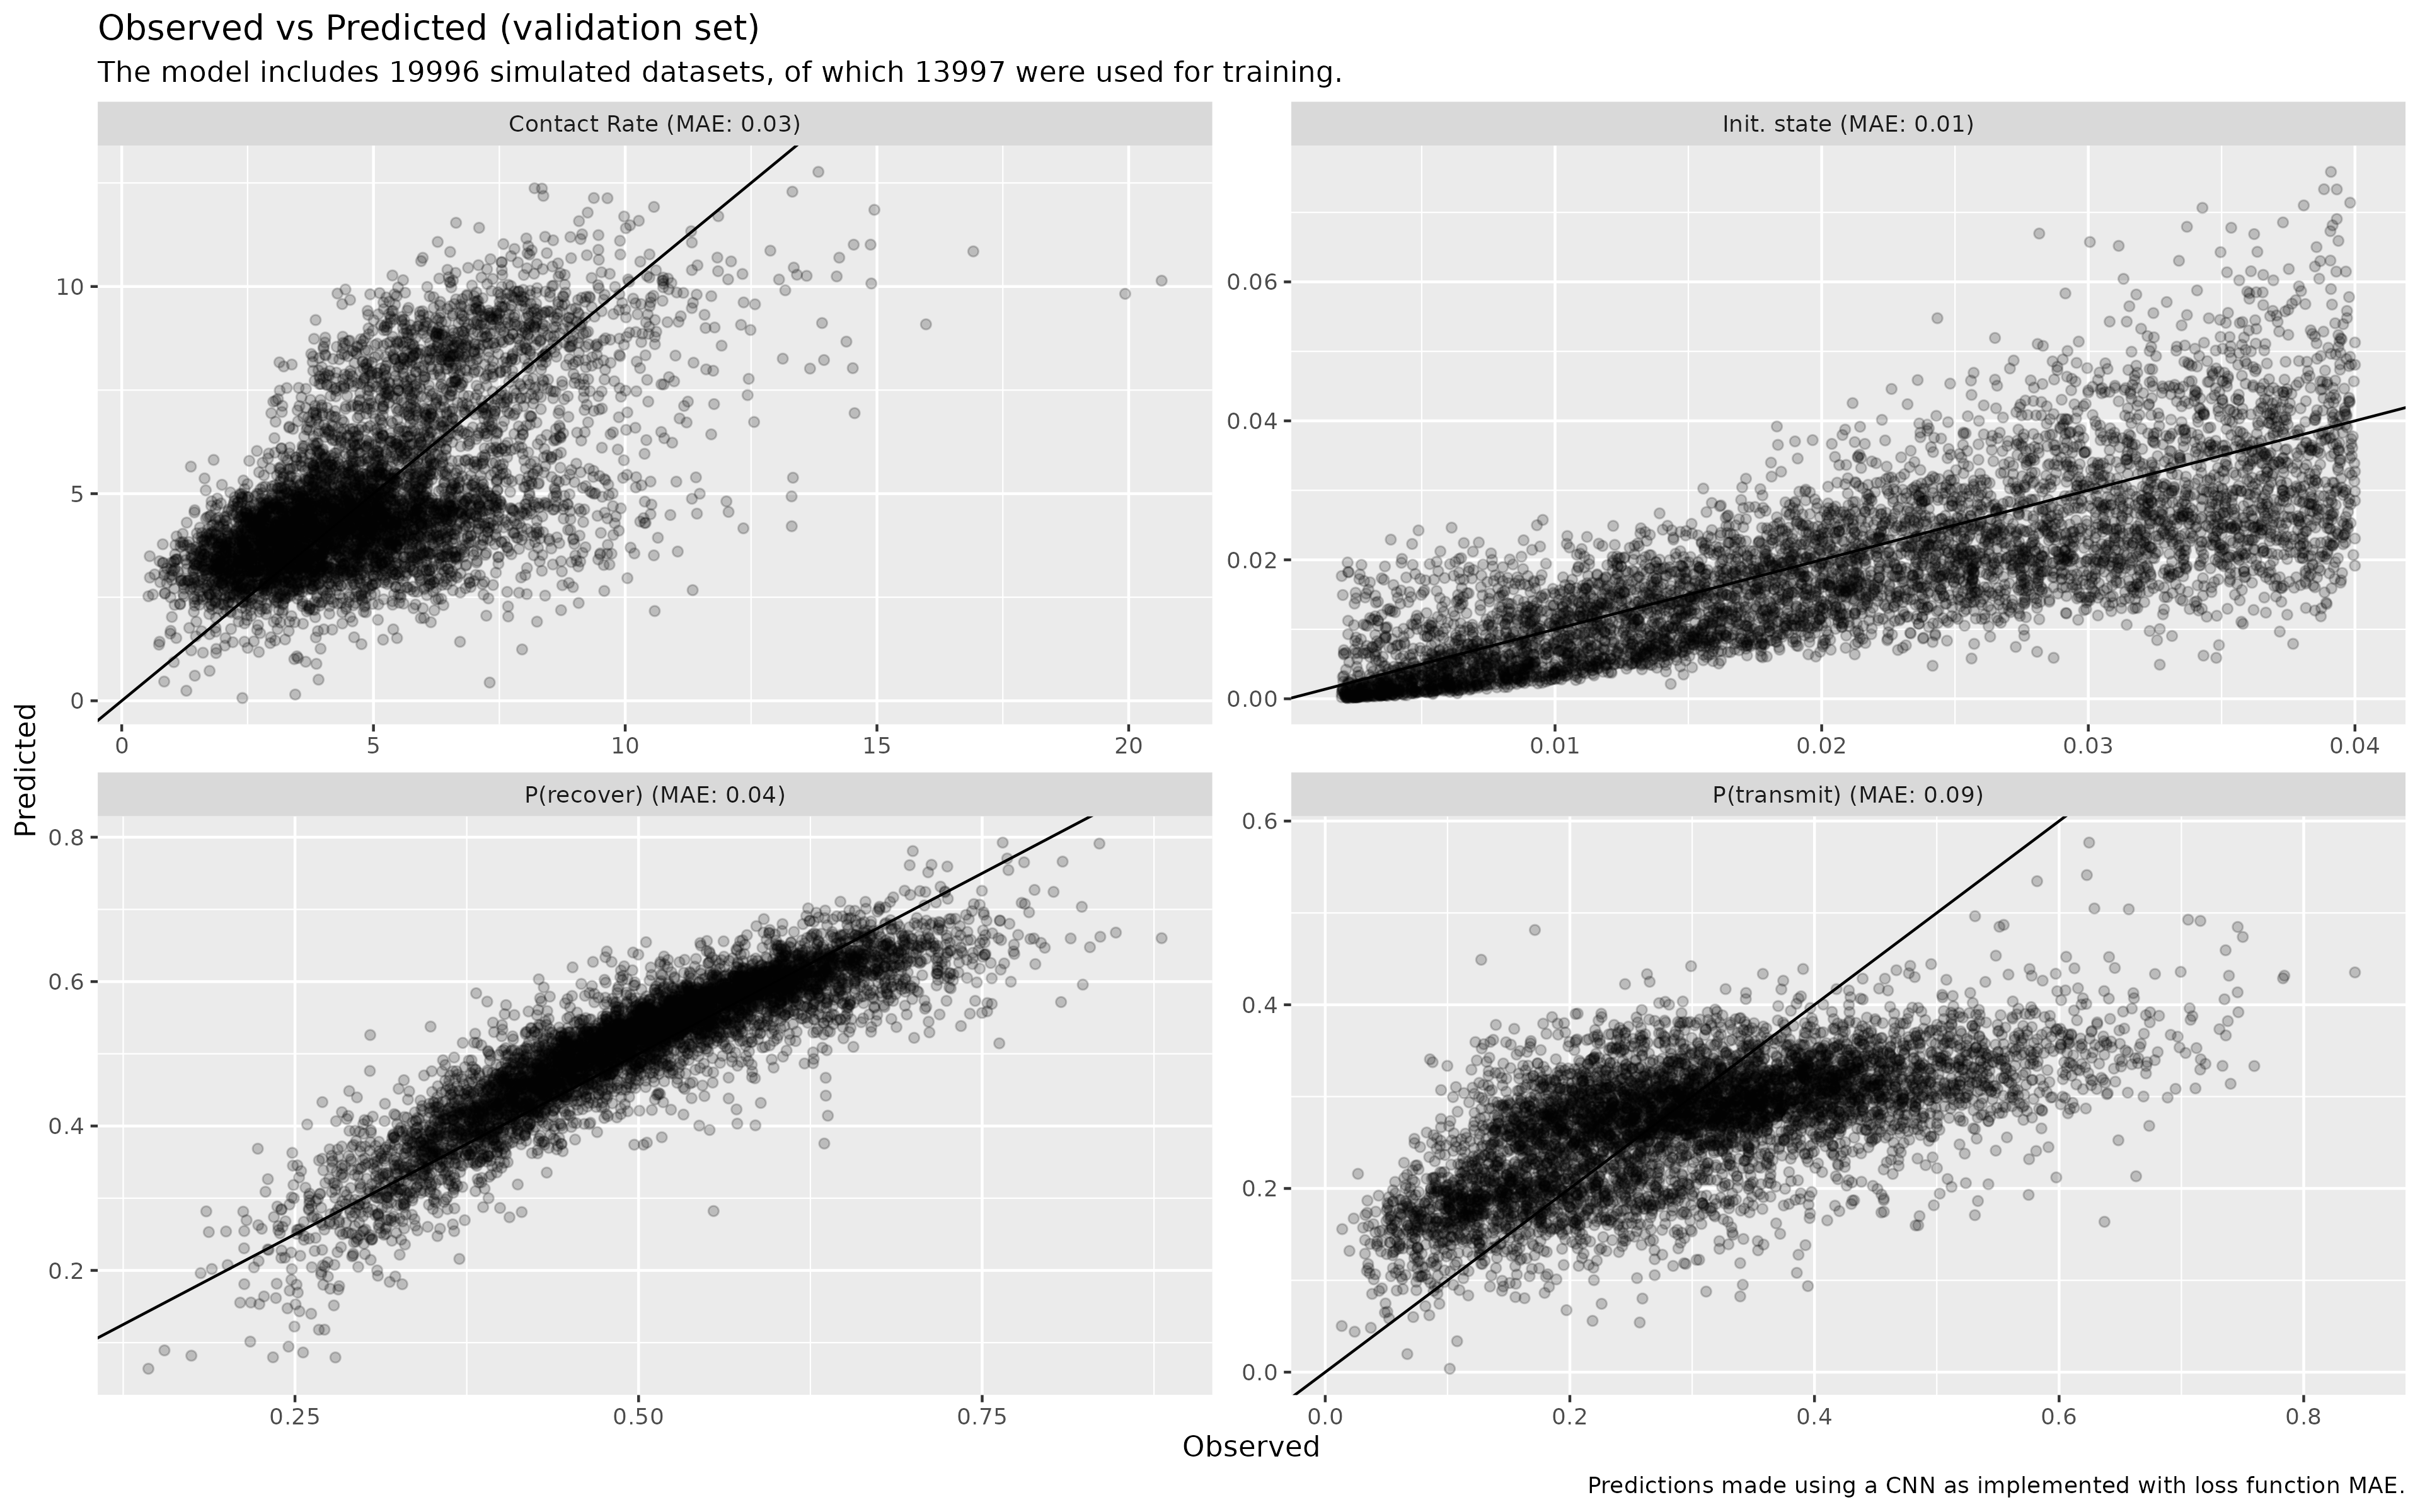 Observed vs Predicted (validation set)
The model includes 19996 simulated datasets, of which 13997 were used for training.
Contact Rate (MAE: 0.03)
Init. state (MAE: 0.01)
10
5
0
0 5 10 15 20
0.06
0.04
0.02
0.00
0.01 0.02 0.03 0.04
Predicted
P(recover) (MAE: 0.04)
P(transmit) (MAE: 0.09)
0.8
0.6
0.4
0.2
0.25 0.50 0.75
0.6
0.4
0.2
0.0
0.0 0.2 0.4 0.6 0.8
Observed
Predictions made using a CNN as implemented with loss function MAE.